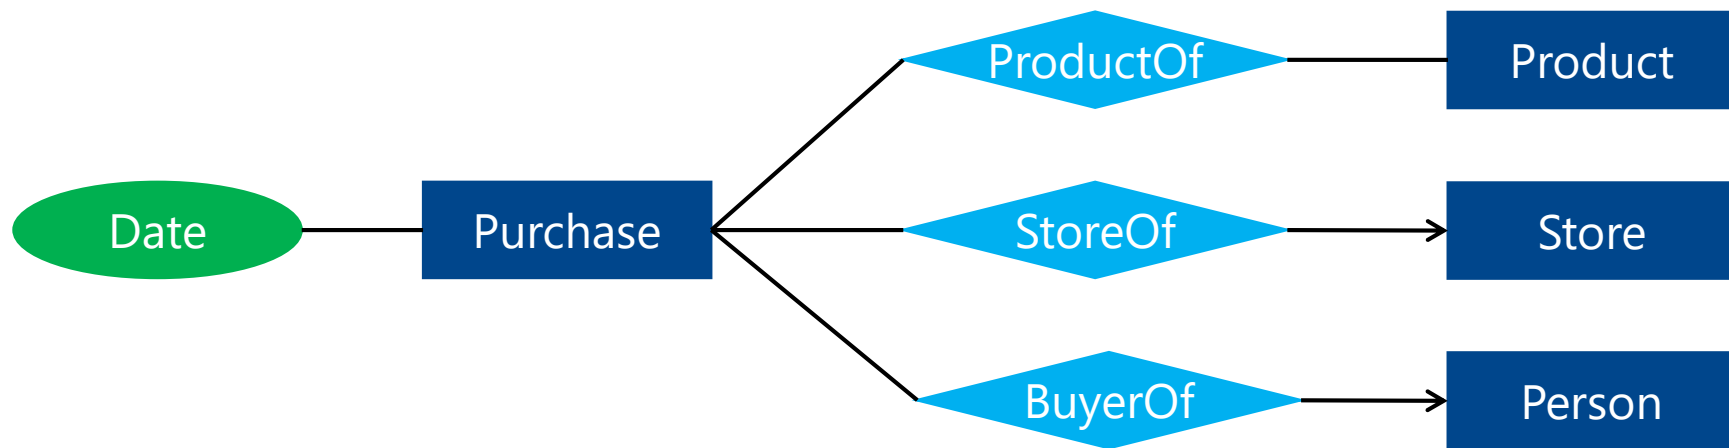 ProductOf
Product
Date
Purchase
StoreOf
Store
BuyerOf
Person